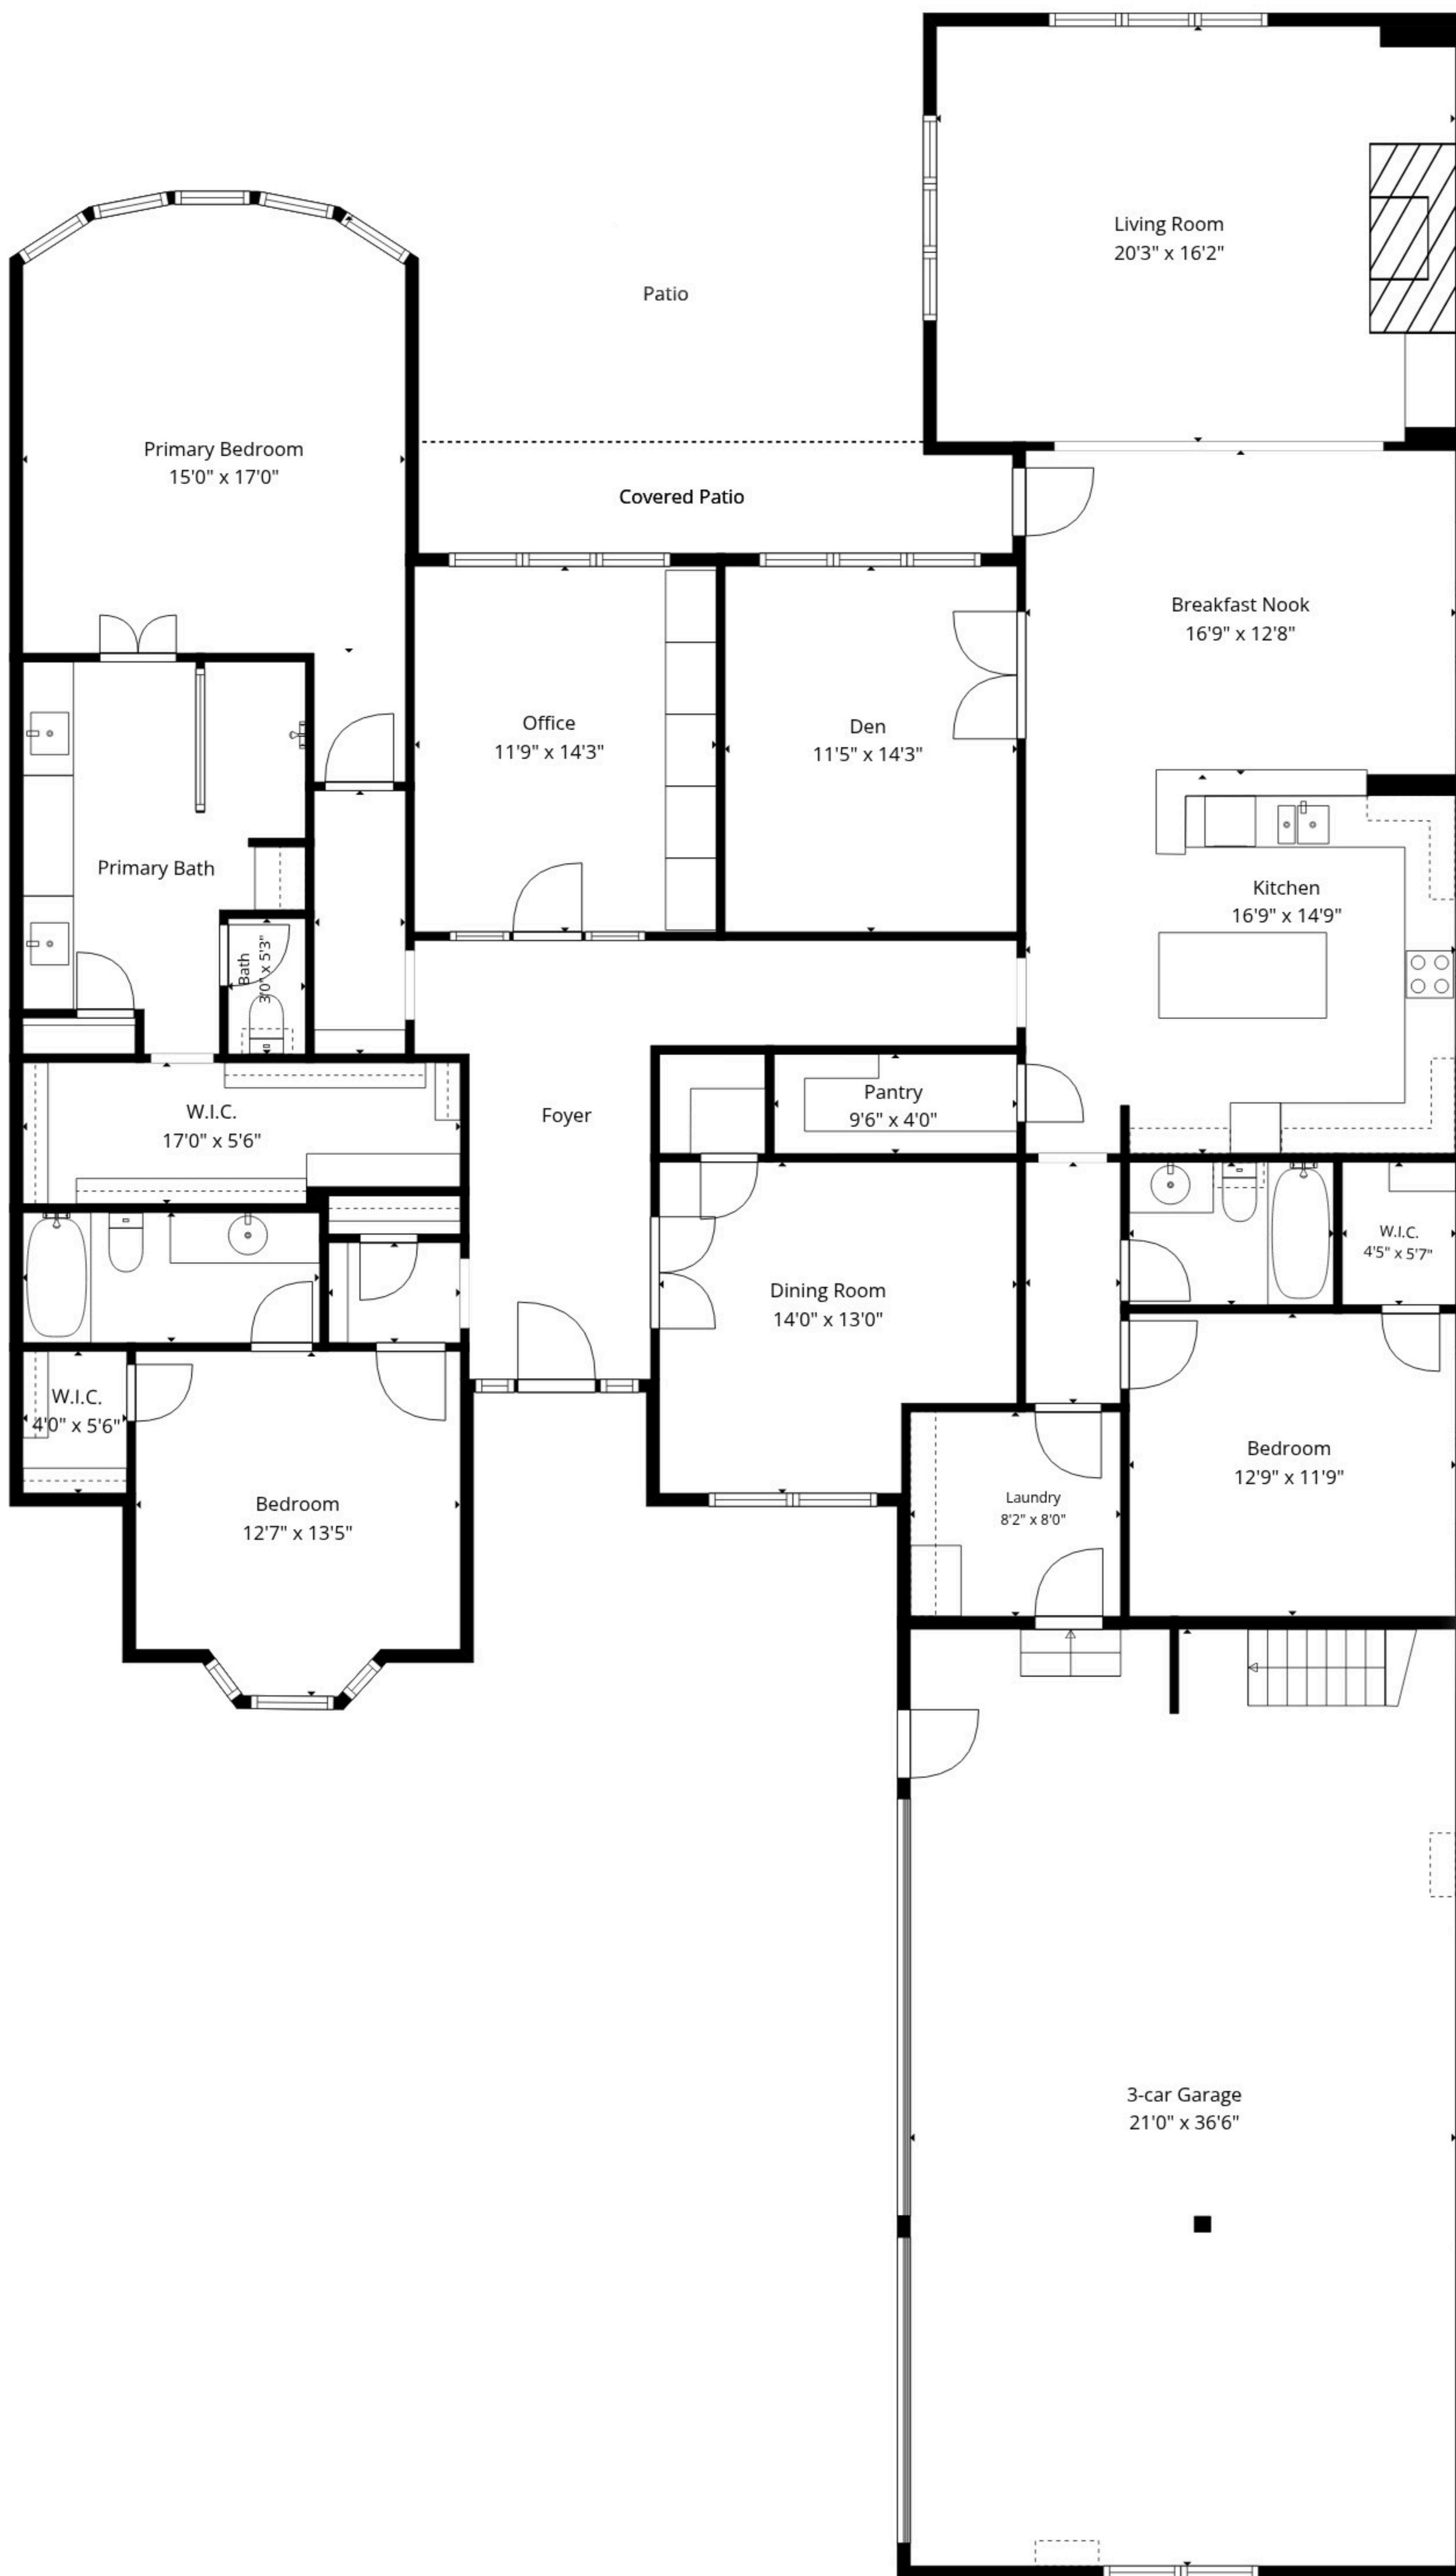 Living Room
20'3" x 16'2"
Patio
Primary Bedroom
15'0" x 17'0"
Covered Patio
Breakfast Nook
16'9" x 12'8"
Office
11'9" x 14'3"
Den
11'5" x 14'3"
Primary Bath
Kitchen
16'9" x 14'9"
Bath
3'0" x 5'3"
W.I.C.
17'0" x 5'6"
Foyer
Pantry
9'6" x 4'0"
W.I.C.
4'5" x 5'7"
Dining Room
14'0" x 13'0"
W.I.C.
4'0" x 5'6"
Bedroom
12'7" x 13'5"
Laundry
8'2" x 8'0"
Bedroom
12'9" x 11'9"
3-car Garage
21'0" x 36'6"